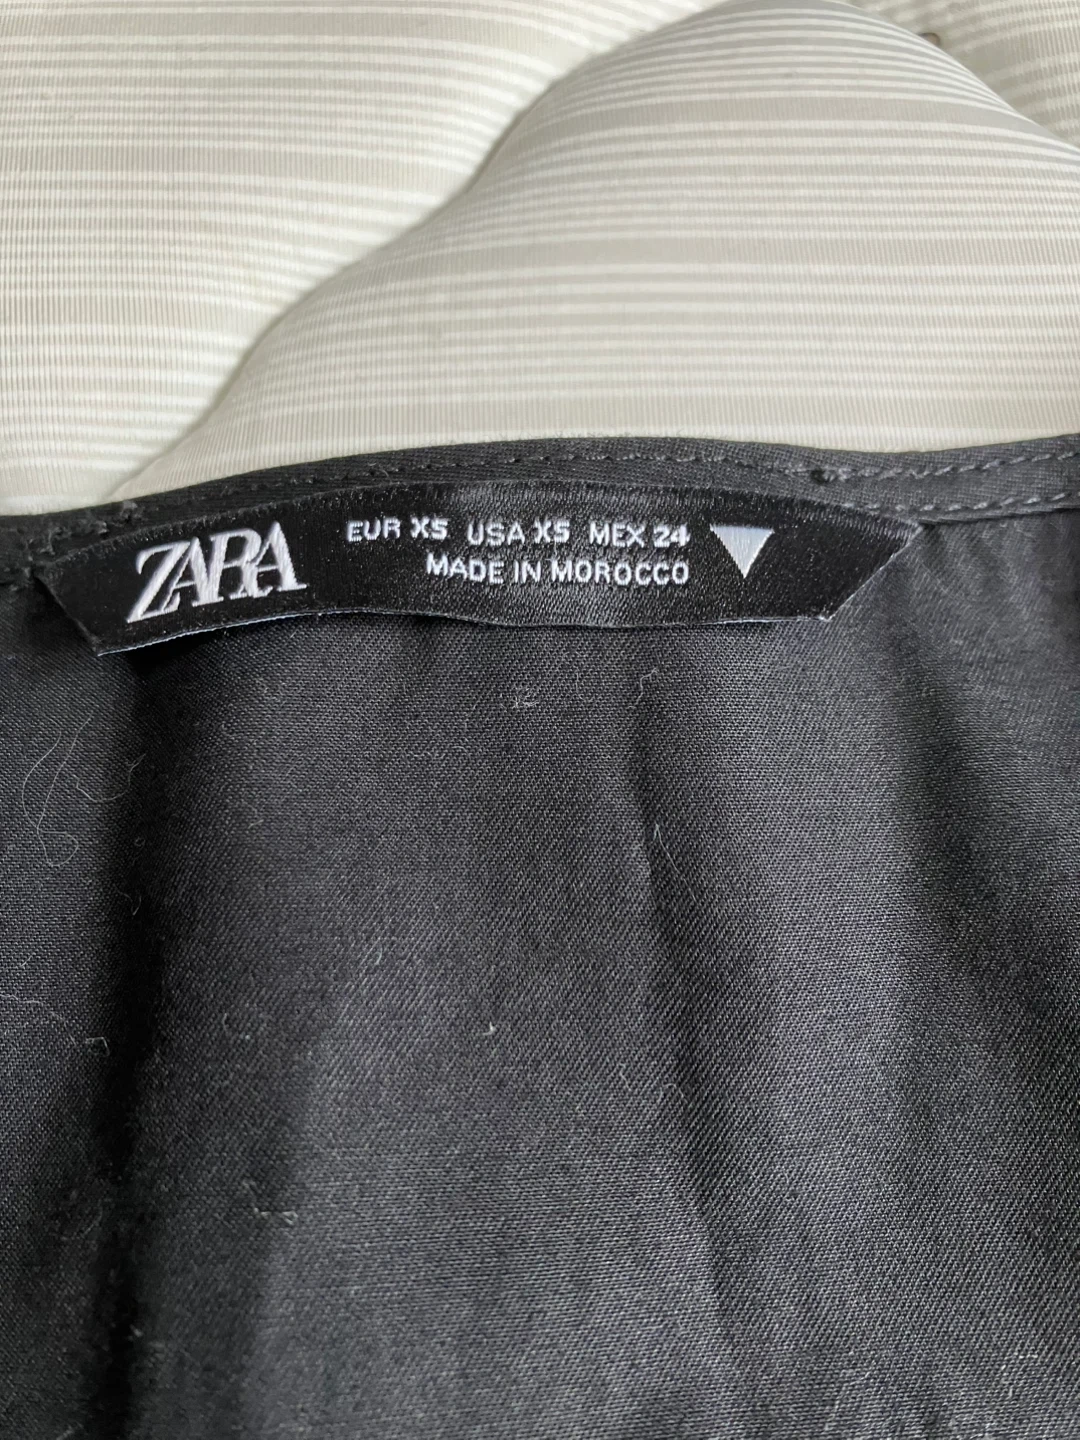 ZARA
EUR XS USA XS MEX 24
MADE IN MOROCCO